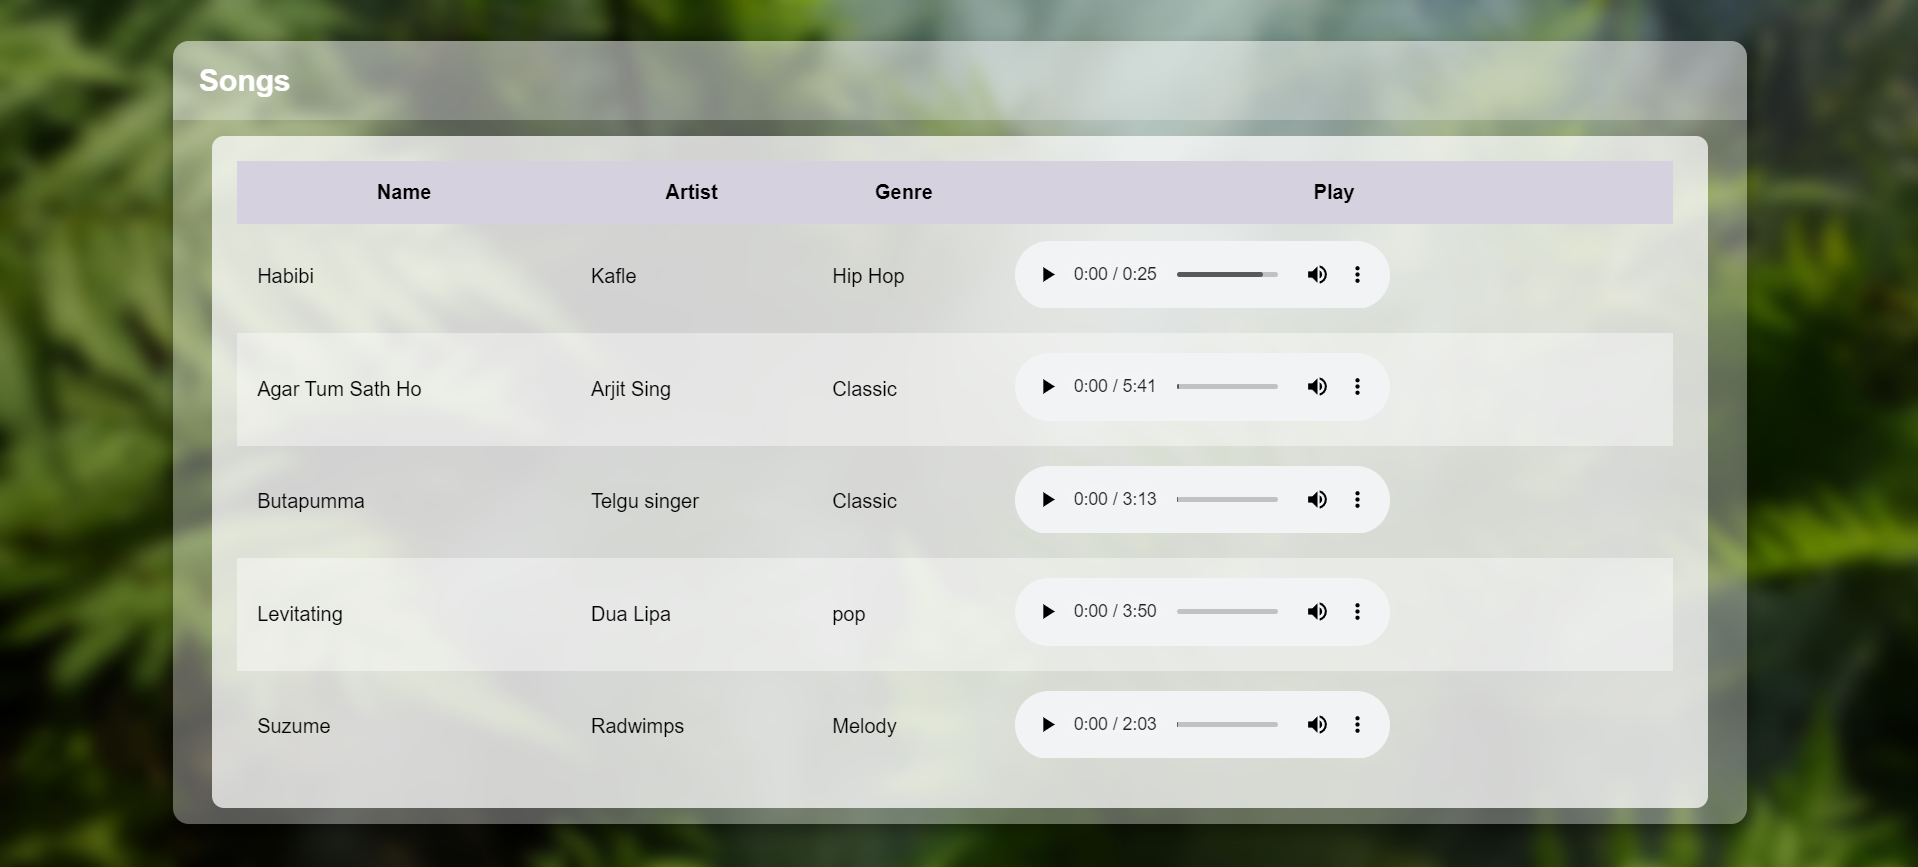 Songs
Name Artist Genre Play
Habibi Kafle Hip Hop 0:00 / 0:25
Agar Tum Sath Ho Arjit Sing Classic 0:00 / 5:41
Butapumma Telgu singer Classic 0:00 / 3:13
Levitating Dua Lipa pop 0:00 / 3:50
Suzume Radwimps Melody 0:00 / 2:03